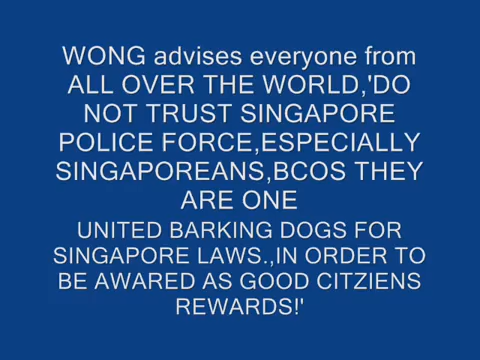 WONG advises everyone from
ALL OVER THE WORLD,'DO
NOT TRUST SINGAPORE
POLICE FORCE,ESPECIALLY
SINGAPOREANS,BCOS THEY
ARE ONE
UNITED BARKING DOGS FOR
SINGAPORE LAWS.,IN ORDER TO
BE AWARED AS GOOD CITZIENS
REWARDS!'